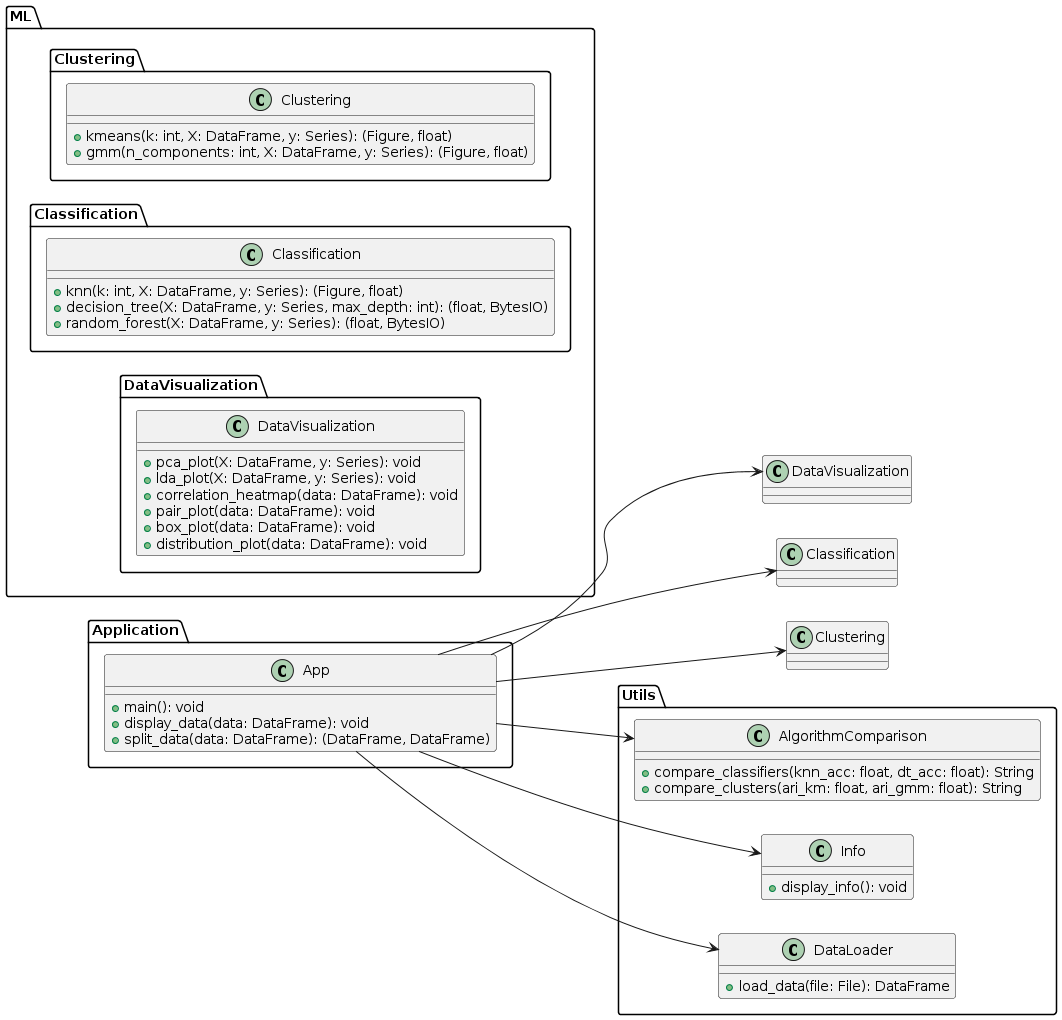 ML
Clustering
C Clustering
kmeans(k: int, X: DataFrame, y: Series): (Figure, float)
gmm(n_components: int, X: DataFrame, y: Series): (Figure, float)
Classification
C Classification
knn(k: int, X: DataFrame, y: Series): (Figure, float)
decision_tree(X: DataFrame, y: Series, max_depth: int): (float, BytesIO)
random_forest(X: DataFrame, y: Series): (float, BytesIO)
DataVisualization
C DataVisualization
pca_plot(X: DataFrame, y: Series): void
lda_plot(X: DataFrame, y: Series): void
correlation_heatmap(data: DataFrame): void
pair_plot(data: DataFrame): void
box_plot(data: DataFrame): void
distribution_plot(data: DataFrame): void
C DataVisualization
C Classification
C Clustering
Application
C App
main(): void
display_data(data: DataFrame): void
split_data(data: DataFrame): (DataFrame, DataFrame)
Utils
C AlgorithmComparison
compare_classifiers(knn_acc: float, dt_acc: float): String
compare_clusters(ari_km: float, ari_gmm: float): String
C Info
display_info(): void
C DataLoader
load_data(file: File): DataFrame